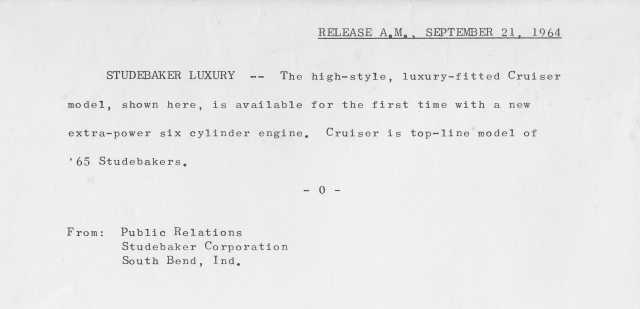 RELEASE A.M., SEPTEMBER 21, 1964
STUDEBAKER LUXURY -- The high-style, luxury-fitted Cruiser
model, shown here, is available for the first time with a new
extra-power six cylinder engine. Cruiser is top-line model of
'65 Studebakers.
- 0 -
From: Public Relations
Studebaker Corporation
South Bend, Ind.